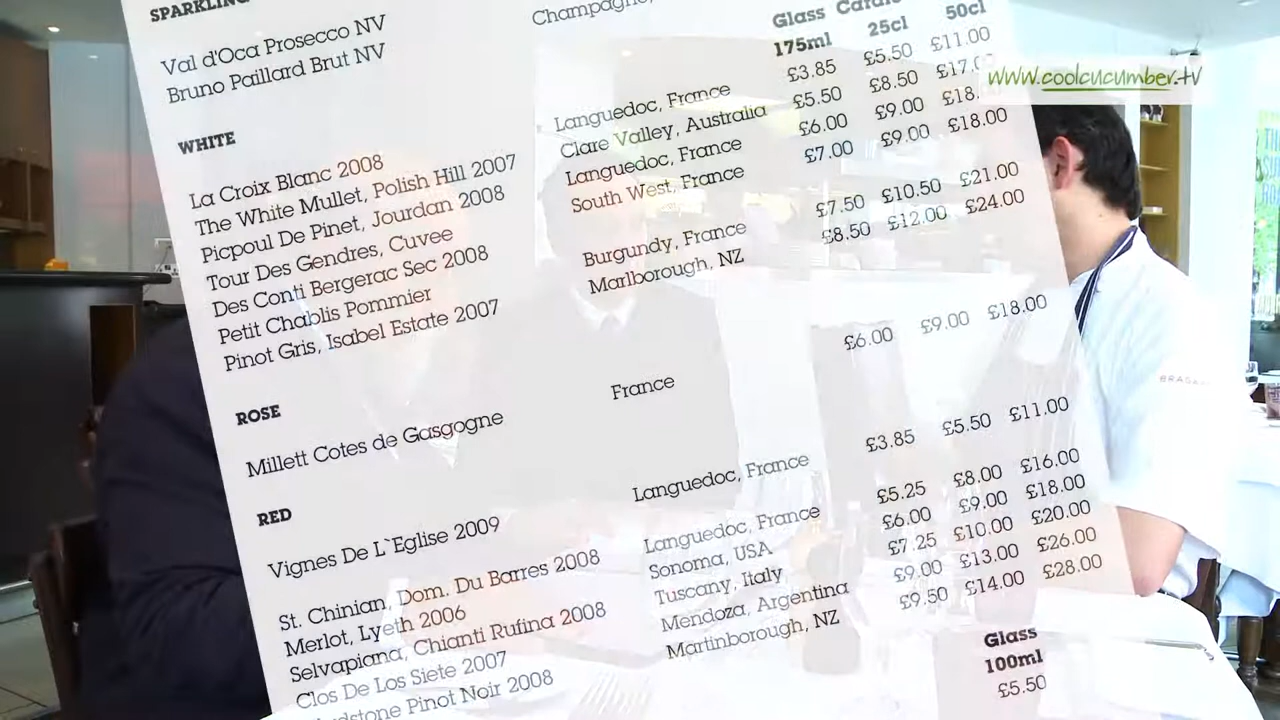 SPARKLING
Champagne,
Glass
175ml 25cl 50cl
Val d'Oca Prosecco NV
Bruno Paillard Brut NV
WHITE
La Croix Blanc 2008 Languedoc, France £3.85 £5.50 £11.00
The White Mullet, Polish Hill 2007 Clare Valley, Australia £5.50 £8.50
Picpoul De Pinet, Jourdan 2008 Languedoc, France £6.00 £9.00
Tour Des Gendres, Cuvee South West, France £7.00 £9.00 £18.00
Des Conti Bergerac Sec 2008
Petit Chablis Pommier Burgundy, France £7.50 £10.50 £21.00
Pinot Gris, Isabel Estate 2007 Marlborough, NZ £8.50 £12.00 £24.00
ROSE
Millett Cotes de Gasgogne France £6.00 £9.00 £18.00
RED
Vignes De L`Eglise 2009 Languedoc, France £3.85 £5.50 £11.00
St. Chinian, Dom. Du Barres 2008 Languedoc, France £5.25 £8.00 £16.00
Merlot, Lyeth 2006 Sonoma, USA £6.00 £9.00 £18.00
Selvapiana, Chianti Rufina 2008 Tuscany, Italy £7.25 £10.00 £20.00
Clos De Los Siete 2007 Mendoza, Argentina £9.00 £13.00 £26.00
Pinot Noir 2008 Martinborough, NZ £9.50 £14.00 £28.00
Glass
100ml
£5.50
www.coolcucumber.tv